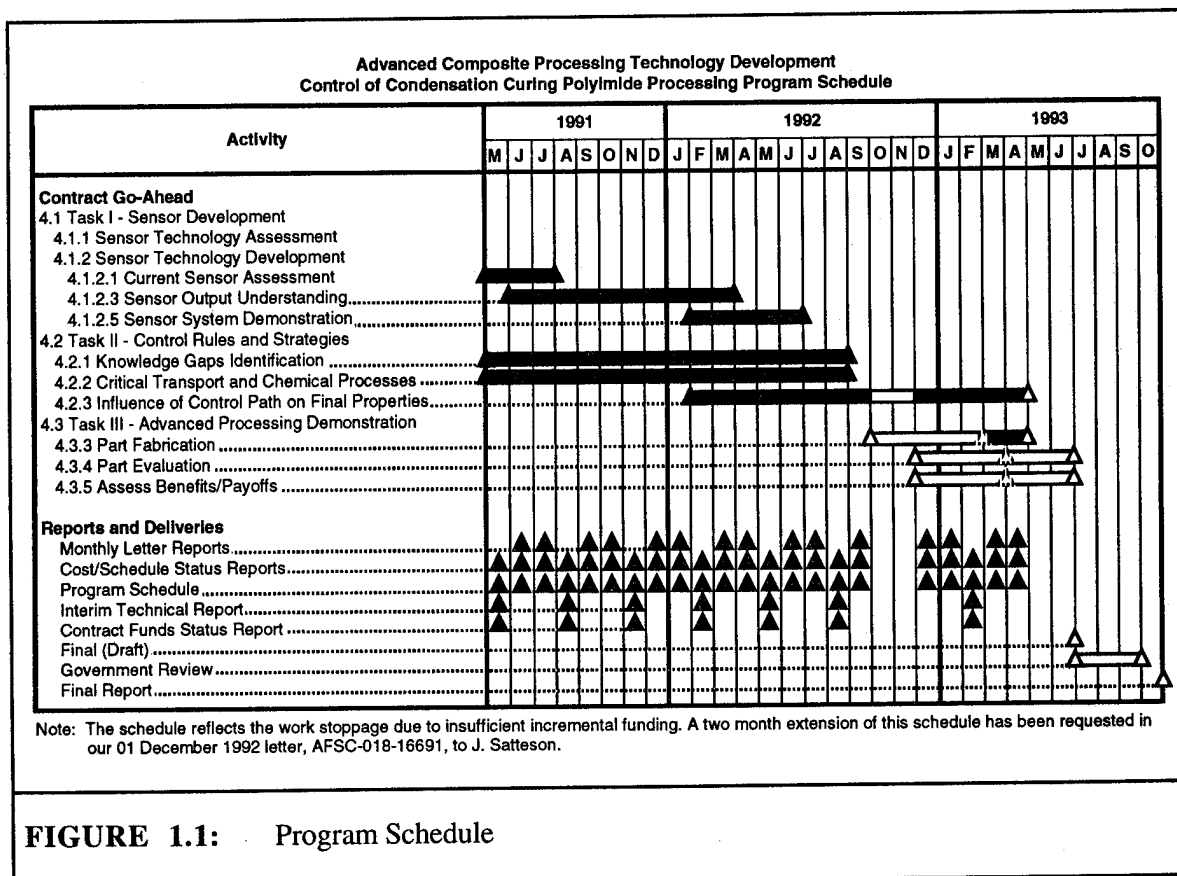 Advanced Composite Processing Technology Development
Control of Condensation Curing Polyimide Processing Program Schedule
Activity
1991 1992 1993
M J J A S O N D J F M A M J J A S O N D J F M A M J J A S O
Contract Go-Ahead
4.1 Task I - Sensor Development
4.1.1 Sensor Technology Assessment
4.1.2 Sensor Technology Development
4.1.2.1 Current Sensor Assessment
4.1.2.3 Sensor Output Understanding
4.1.2.5 Sensor System Demonstration
4.2 Task II - Control Rules and Strategies
4.2.1 Knowledge Gaps Identification
4.2.2 Critical Transport and Chemical Processes
4.2.3 Influence of Control Path on Final Properties
4.3 Task III - Advanced Processing Demonstration
4.3.3 Part Fabrication
4.3.4 Part Evaluation
4.3.5 Assess Benefits/Payoffs
Reports and Deliveries
Monthly Letter Reports
Cost/Schedule Status Reports
Program Schedule
Interim Technical Report
Contract Funds Status Report
Final (Draft)
Government Review
Final Report
Note: The schedule reflects the work stoppage due to insufficient incremental funding. A two month extension of this schedule has been requested in
our 01 December 1992 letter, AFSC-018-16691, to J. Satteson.
FIGURE 1.1: Program Schedule